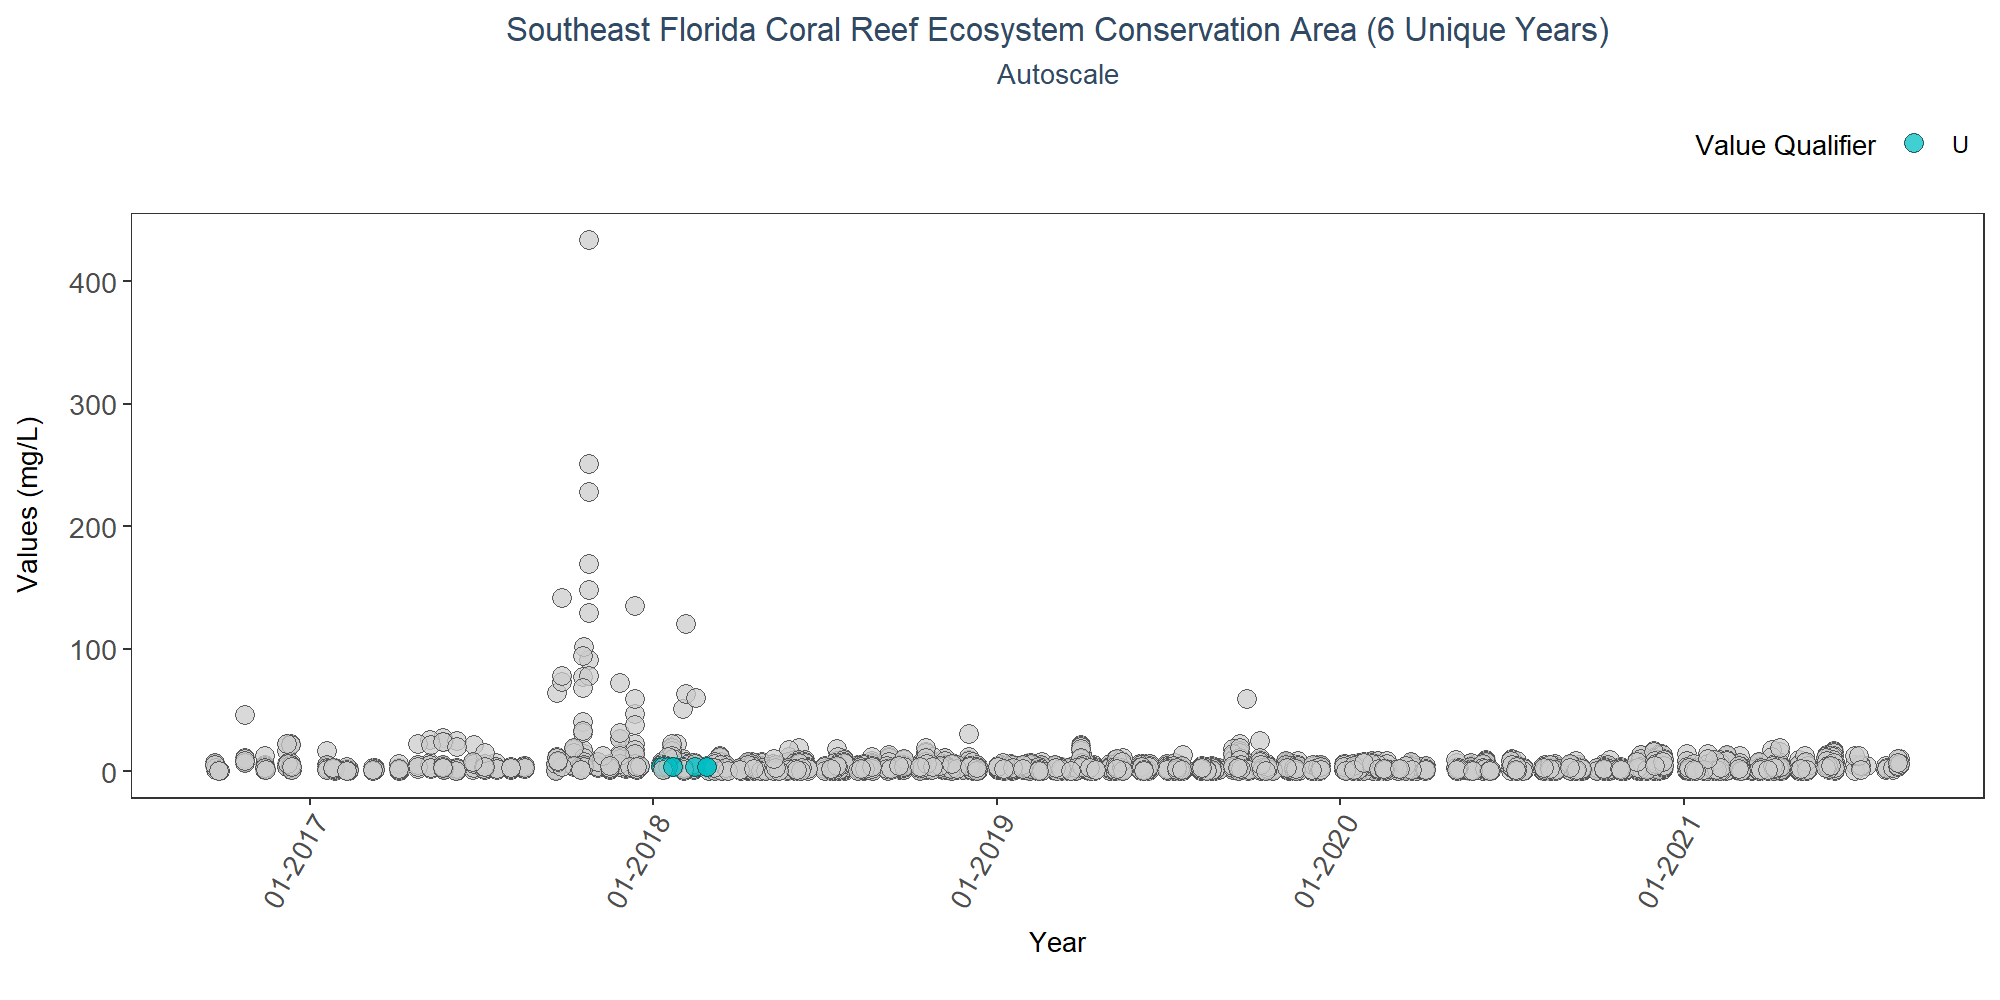 Southeast Florida Coral Reef Ecosystem Conservation Area (6 Unique Years)
Autoscale
Value Qualifier U
Values (mg/L)
400
300
200
100
0
01-2017 01-2018 01-2019 01-2020 01-2021
Year